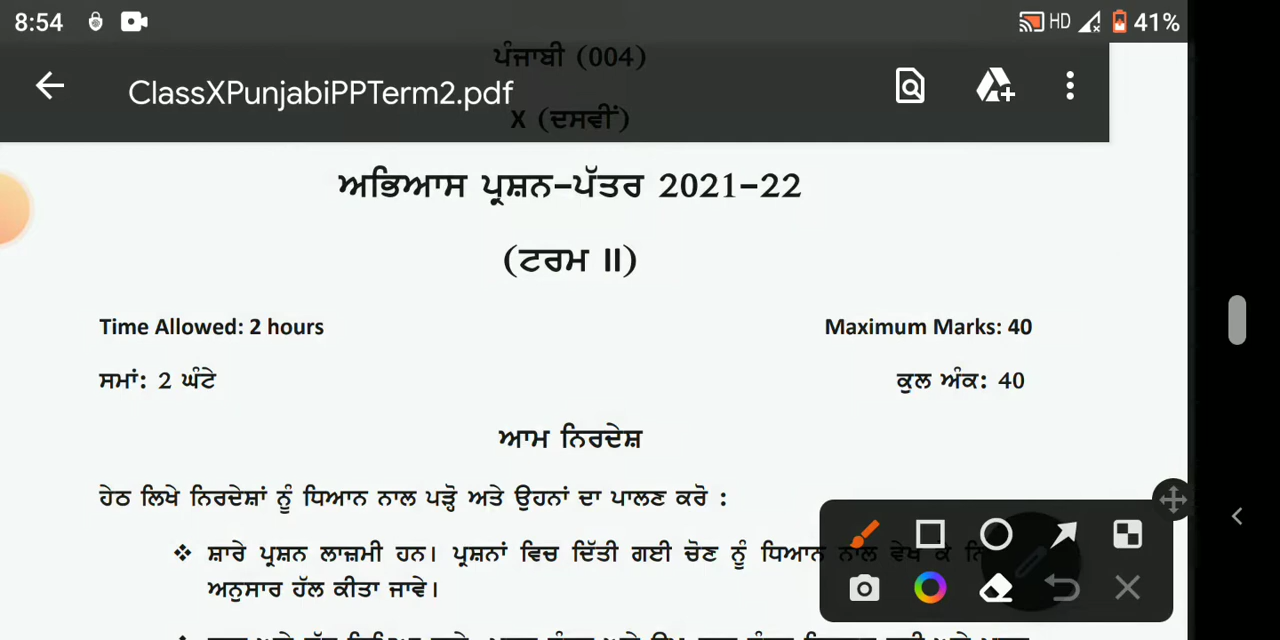 8:54 HD 41%
ਪੰਜਾਬੀ (004)
ClassXPunjabiPPTerm2.pdf
X (ਦਸਵੀਂ)
ਅਭਿਆਸ ਪ੍ਰਸ਼ਨ-ਪੱਤਰ 2021-22
(ਟਰਮ II)
Time Allowed: 2 hours Maximum Marks: 40
ਸਮਾਂ: 2 ਘੰਟੇ ਕੁਲ ਅੰਕ: 40
ਆਮ ਨਿਰਦੇਸ਼
ਹੇਠ ਲਿਖੇ ਨਿਰਦੇਸ਼ਾਂ ਨੂੰ ਧਿਆਨ ਨਾਲ ਪੜ੍ਹੋ ਅਤੇ ਉਹਨਾਂ ਦਾ ਪਾਲਣ ਕਰੋ :
❖ ਸ਼ਾਰੇ ਪ੍ਰਸ਼ਨ ਲਾਜ਼ਮੀ ਹਨ। ਪ੍ਰਸ਼ਨਾਂ ਵਿਚ ਦਿੱਤੀ ਗਈ ਚੋਣ ਨੂੰ ਧਿਆਨ ਨਾਲ ਵੇਖ ਕੇ
ਅਨੁਸਾਰ ਹੱਲ ਕੀਤਾ ਜਾਵੇ।